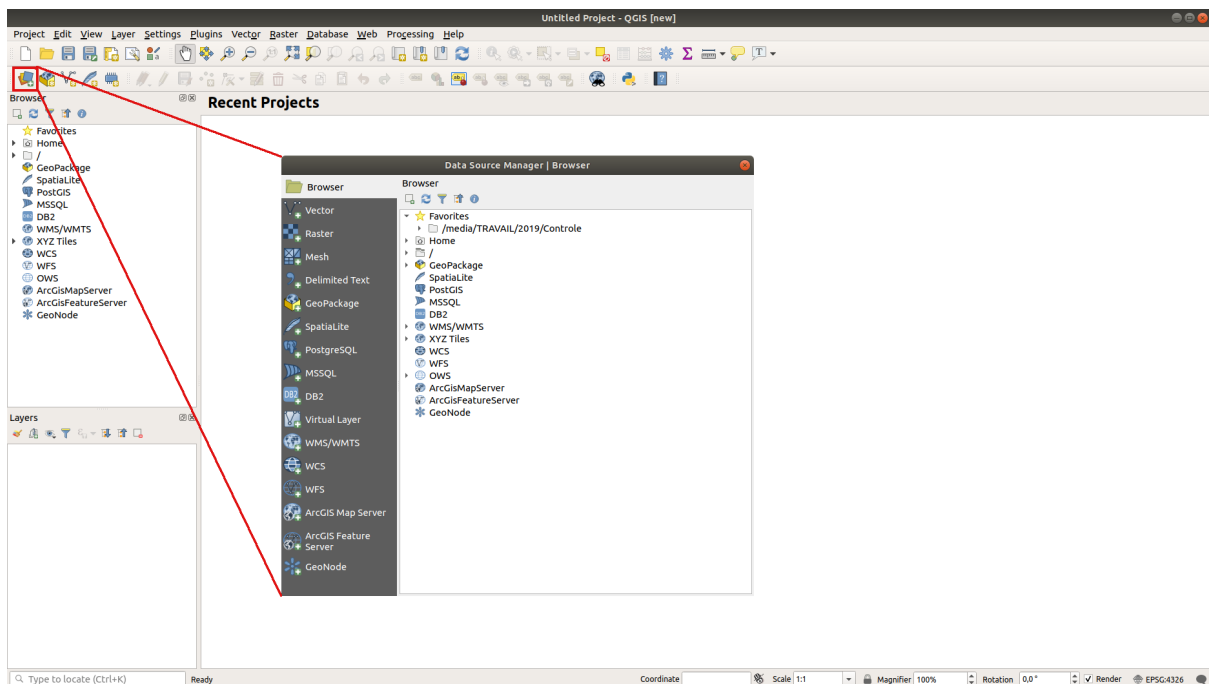 Untitled Project - QGIS [new]
Project Edit View Layer Settings Plugins Vector Raster Database Web Processing Help
Browser
Recent Projects
Favorites
Home
/
GeoPackage
SpatiaLite
PostGIS
MSSQL
DB2
WMS/WMTS
XYZ Tiles
WCS
WFS
OWS
ArcGisMapServer
ArcGisFeatureServer
GeoNode
Layers
Data Source Manager | Browser
Browser
Vector
Raster
Mesh
Delimited Text
GeoPackage
SpatiaLite
PostgreSQL
MSSQL
DB2
Virtual Layer
WMS/WMTS
WCS
WFS
ArcGIS Map Server
ArcGIS Feature
Server
GeoNode
Browser
Favorites
/media/TRAVAIL/2019/Controle
Home
/
GeoPackage
SpatiaLite
PostGIS
MSSQL
DB2
WMS/WMTS
XYZ Tiles
WCS
WFS
OWS
ArcGisMapServer
ArcGisFeatureServer
GeoNode
Type to locate (Ctrl+K) Ready Coordinate Scale 1:1 Magnifier 100% Rotation 0,0 ° Render EPSG:4326